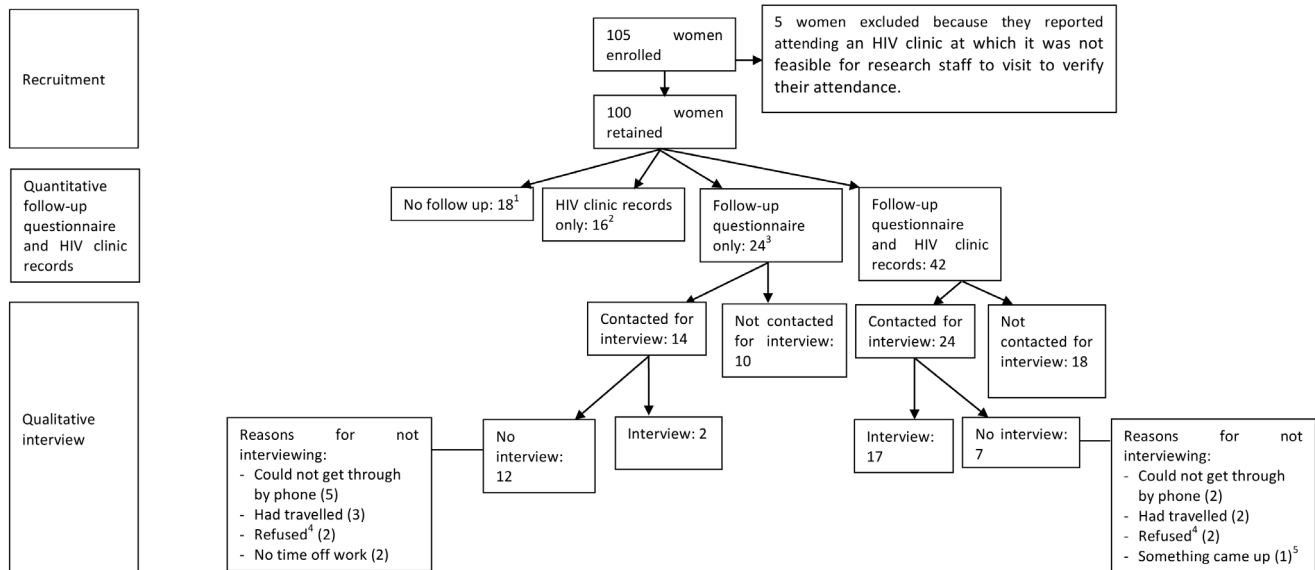 Recruitment
105 women
enrolled
5 women excluded because they reported
attending an HIV clinic at which it was not
feasible for research staff to visit to verify
their attendance.
100 women
retained
Quantitative
follow-up
questionnaire
and HIV clinic
records
No follow up: 18¹
HIV clinic records
only: 16²
Follow-up
questionnaire
only: 24³
Follow-up
questionnaire
and HIV clinic
records: 42
Qualitative
interview
Contacted for
interview: 14
Not contacted
for interview:
10
Contacted for
interview: 24
Not
contacted for
interview: 18
Reasons for not
interviewing:
- Could not get through
by phone (5)
- Had travelled (3)
- Refused⁴ (2)
- No time off work (2)
No
interview:
12
Interview: 2
Interview:
17
No interview:
7
Reasons for not
interviewing:
- Could not get through
by phone (2)
- Had travelled (2)
- Refused⁴ (2)
- Something came up (1)⁵